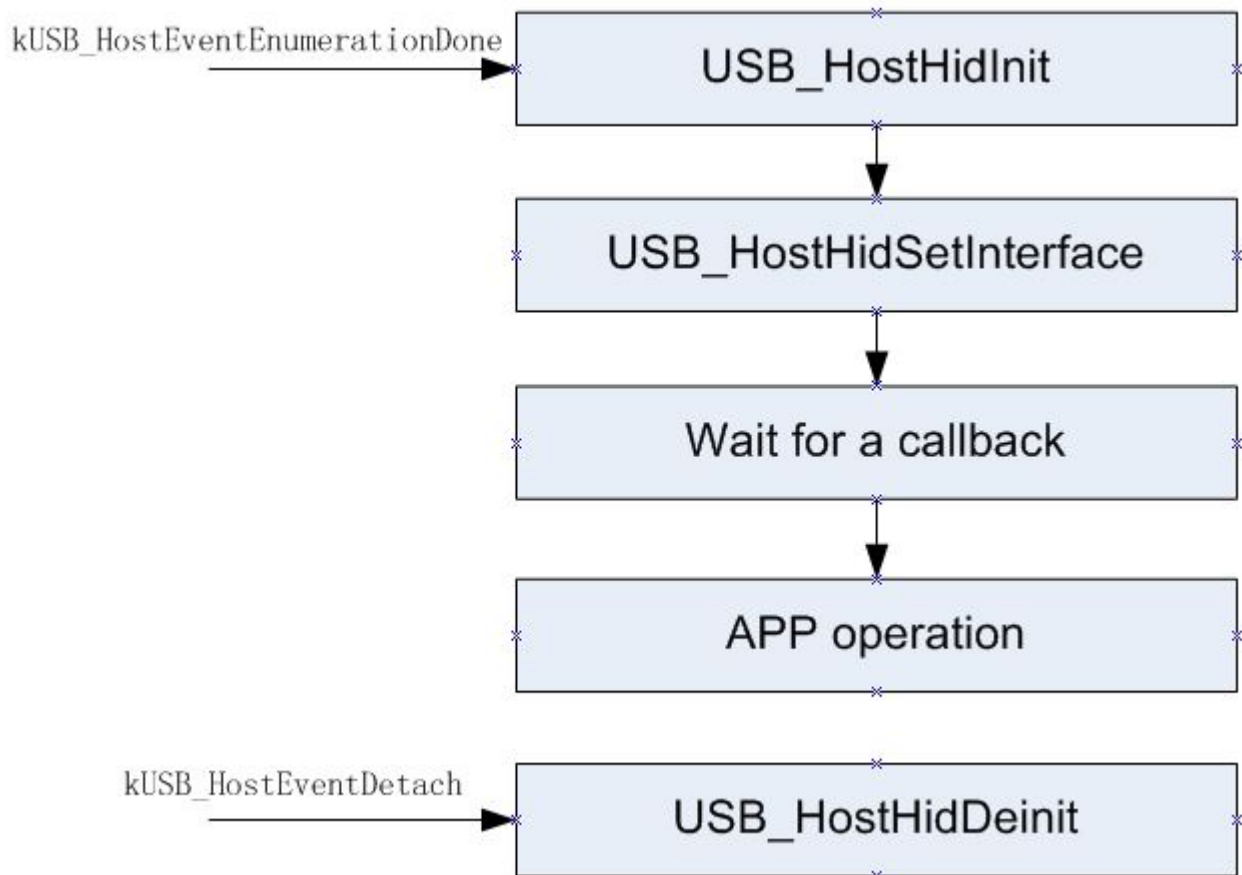 kUSB_HostEventEnumerationDone
USB_HostHidInit
USB_HostHidSetInterface
Wait for a callback
APP operation
kUSB_HostEventDetach
USB_HostHidDeinit